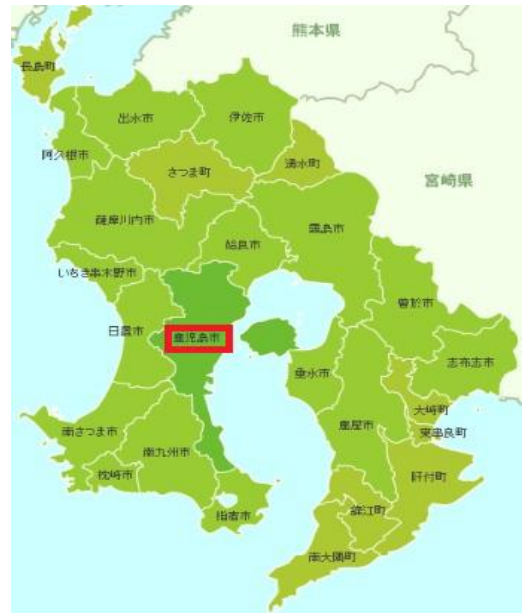 熊本県
長島町
出水市
伊佐市
阿久根市
さつま町
湧水町
宮崎県
薩摩川内市
姶良市
霧島市
いちき串木野市
曽於市
日置市
鹿児島市
垂水市
志布志市
大崎町
東串良町
南さつま市
南九州市
鹿屋市
枕崎市
肝付町
指宿市
錦江町
南大隅町